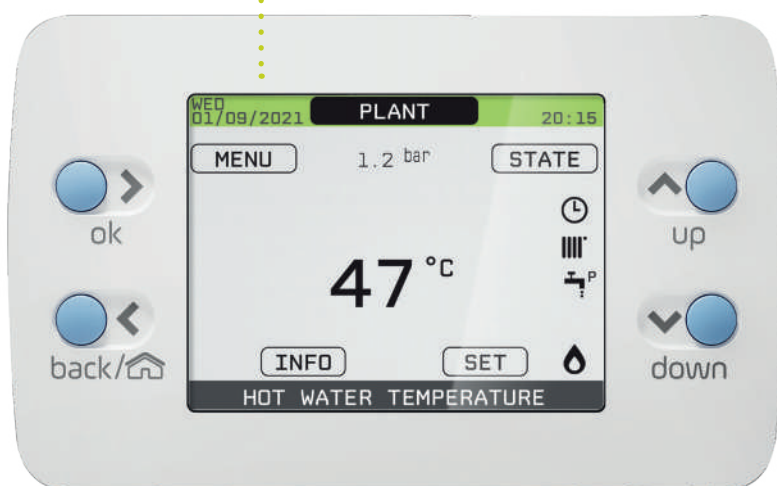 WED
01/09/2021 PLANT 20:15
MENU 1.2 bar STATE
ok
up
47 °C
P
back/
INFO SET
down
HOT WATER TEMPERATURE